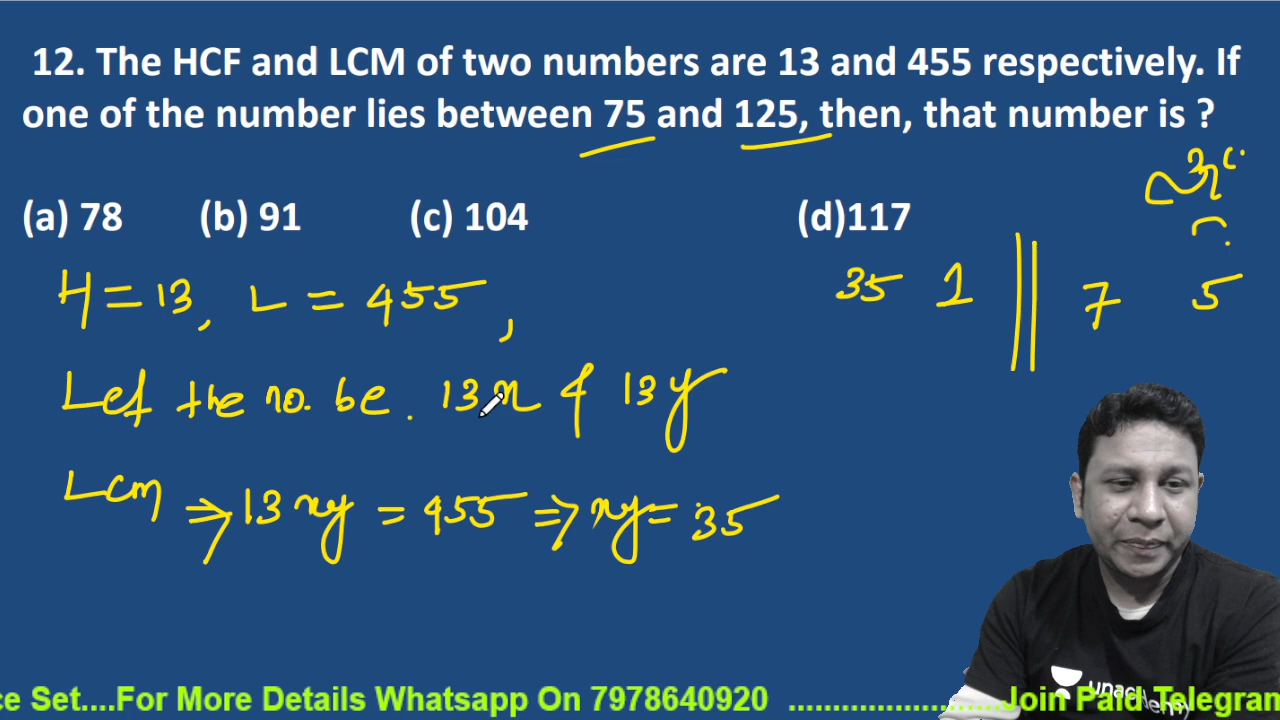 12. The HCF and LCM of two numbers are 13 and 455 respectively. If
one of the number lies between 75 and 125, then, that number is ?
(a) 78 (b) 91 (c) 104 (d)117
H = 13, L = 455,
35 1 || 7 5
Let the no. be. 13x & 13y
Lcm ⇒ 13xy = 455 ⇒ xy = 35
unacademy
ce Set....For More Details Whatsapp On 7978640920 ........................Join Paid Telegran